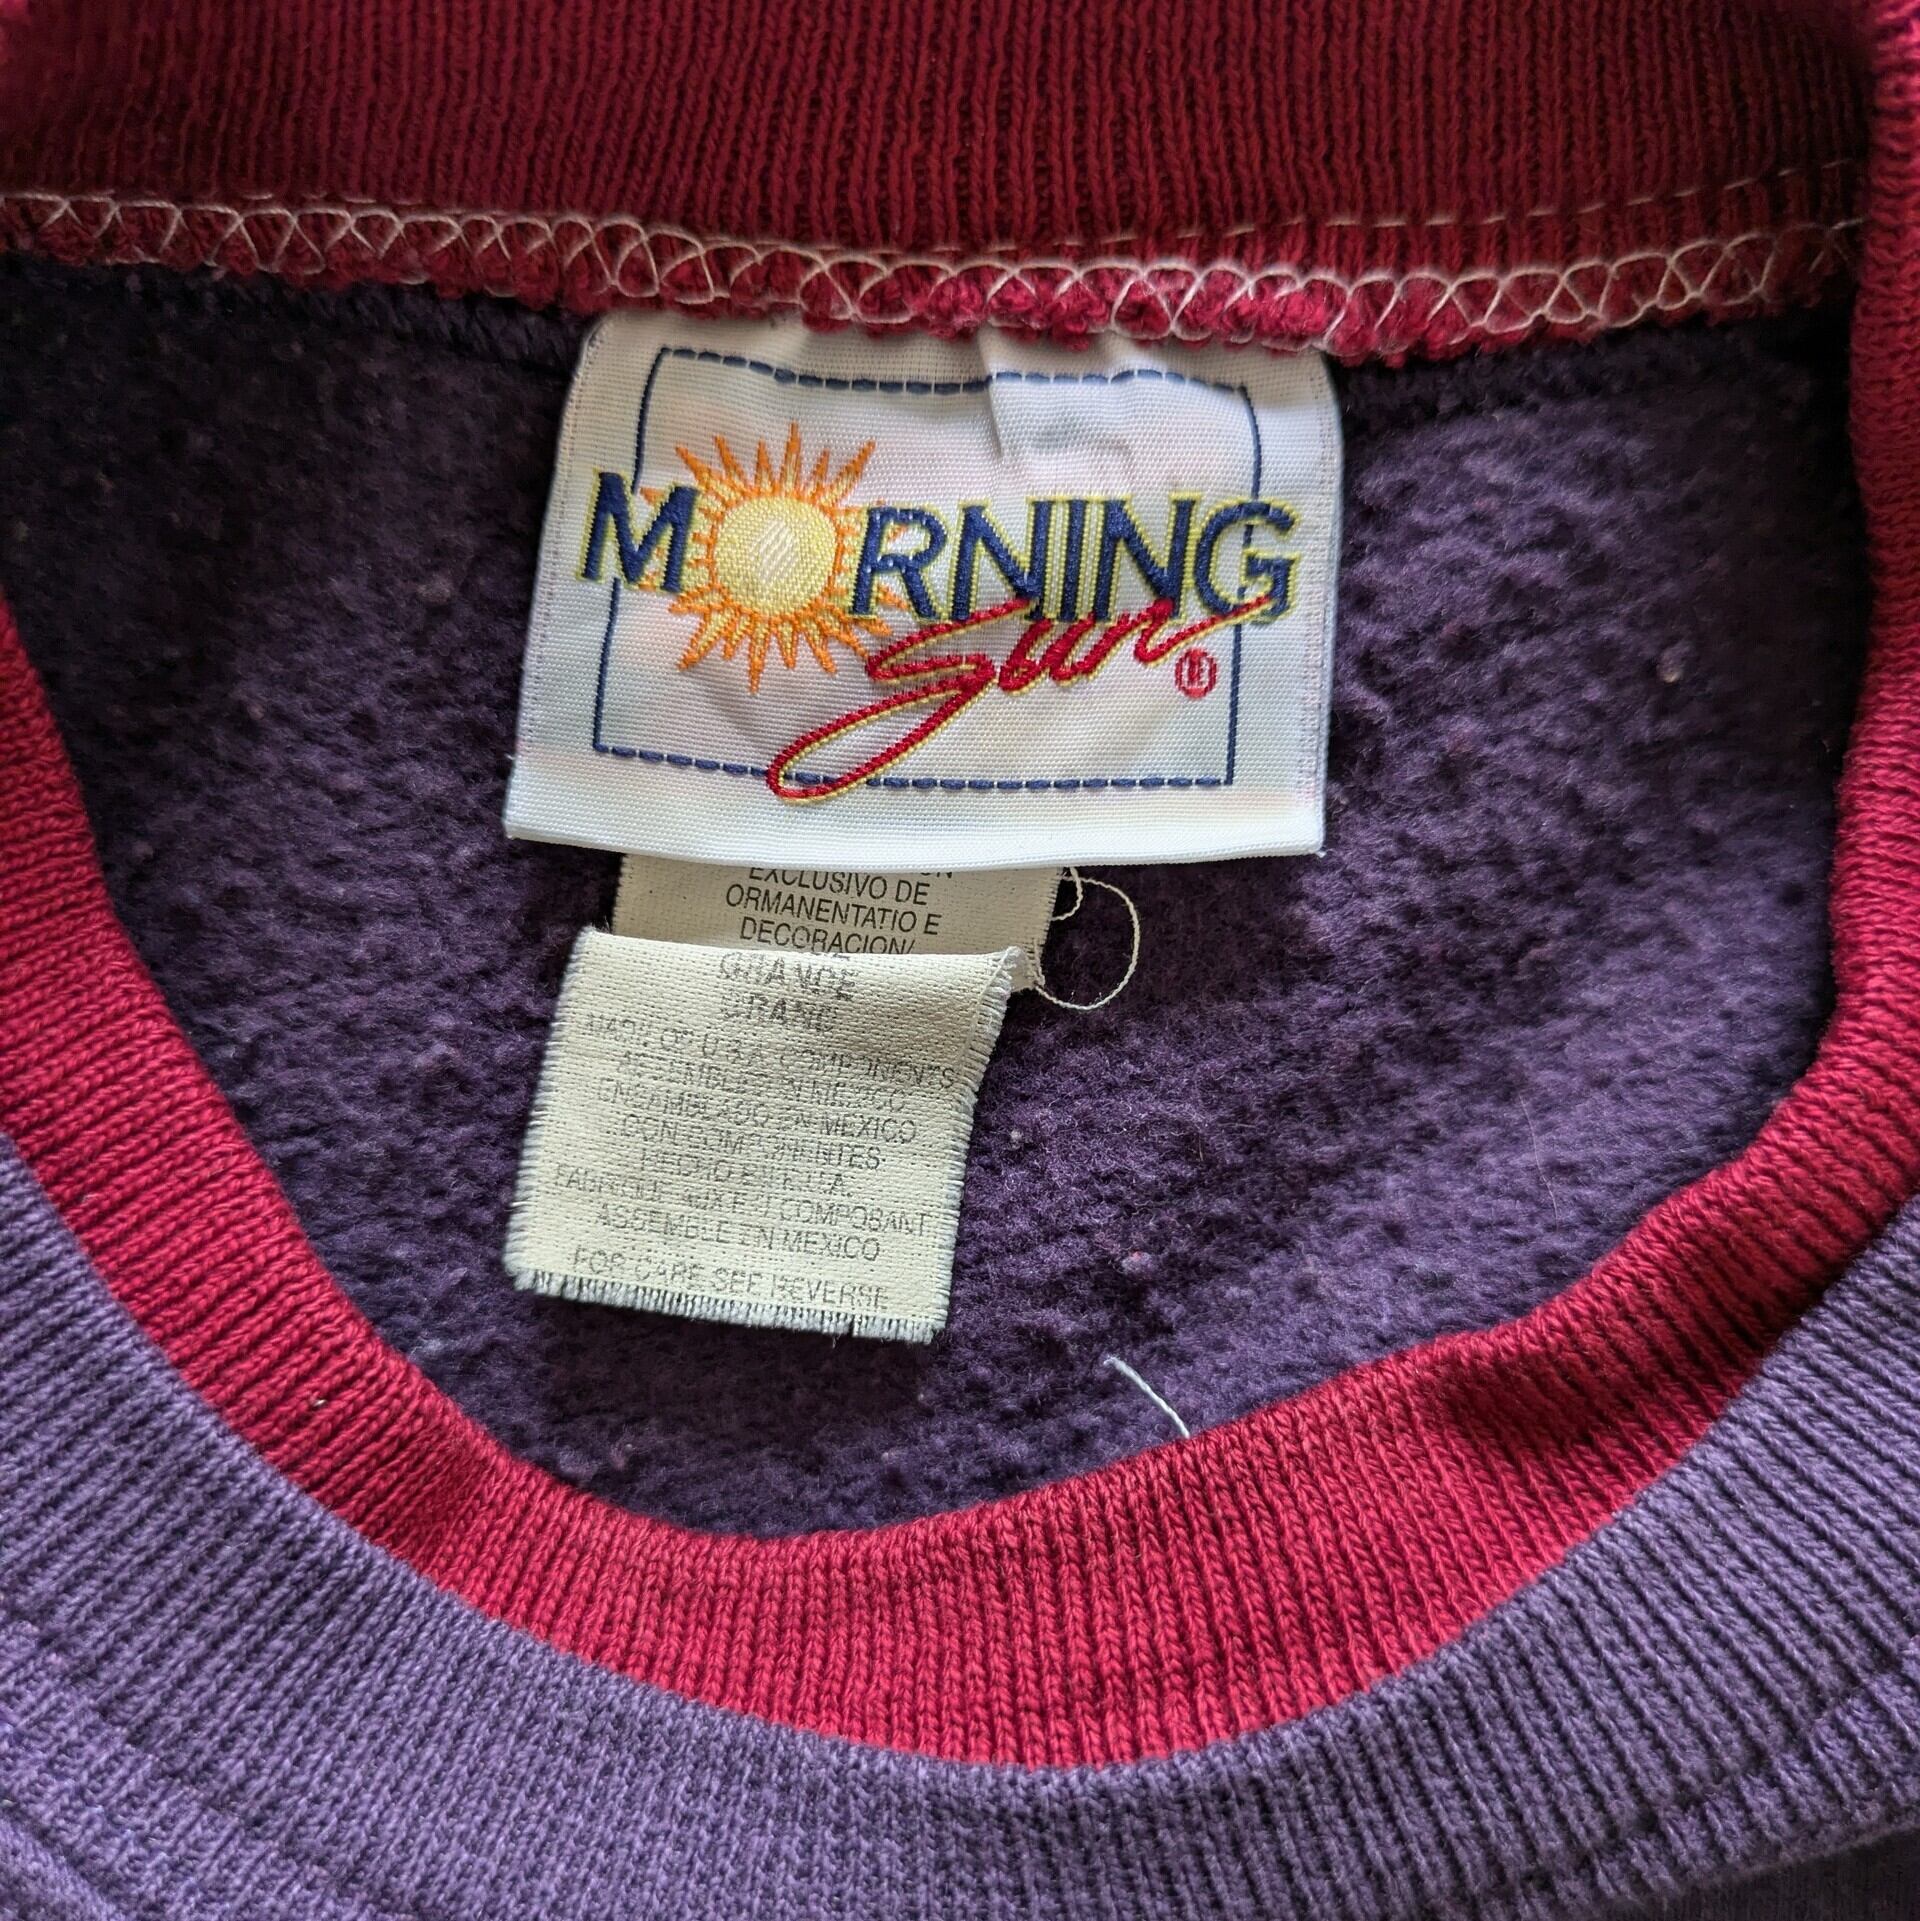 MORNING
Sun ®
EXCLUSIVO DE
ORMANENTATIO E
DECORACION/
GRANDE
GRAND
MADE OF U.S.A. COMPONENTS
ASSEMBLED IN MEXICO
ENSAMBLADO EN MEXICO
CON COMPONENTES
HECHO EN E.U.A.
FABRIQUE AUX E-U COMPOSANT
ASSEMBLE EN MEXICO
FOR CARE SEE REVERSE